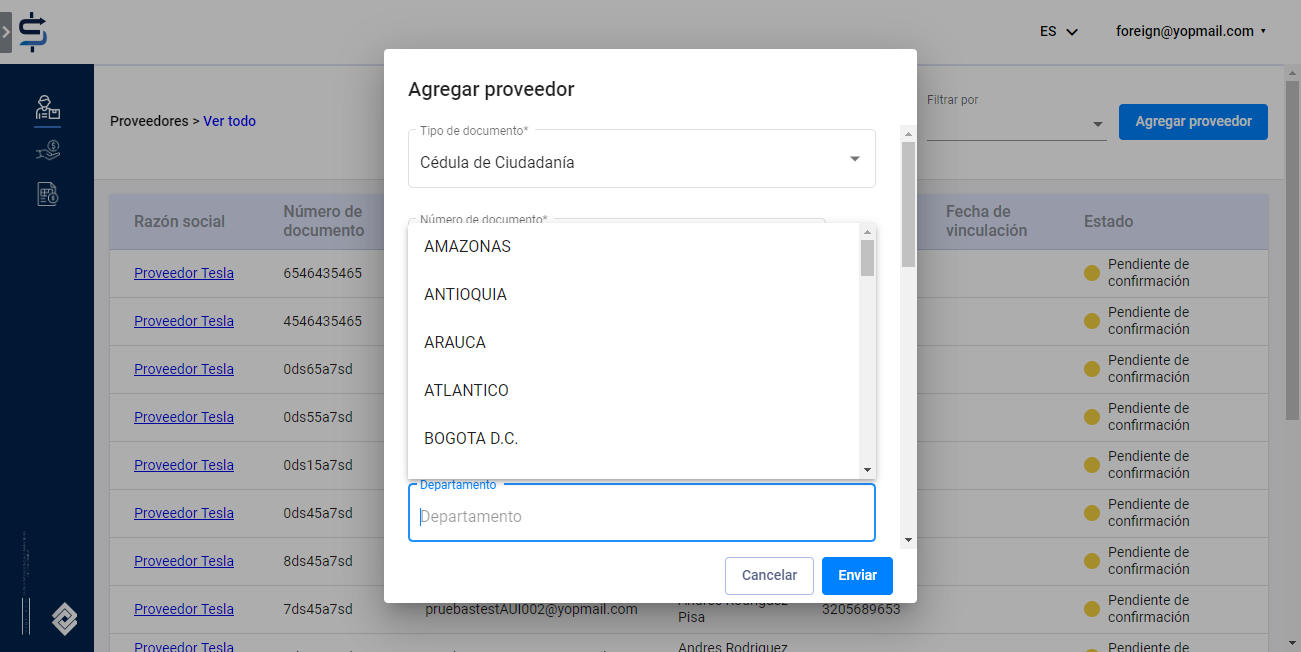 ES
foreign@yopmail.com
Agregar proveedor
Proveedores > Ver todo
Filtrar por
Agregar proveedor
Tipo de documento*
Cédula de Ciudadanía
Número de documento*
Razón social
Número de
documento
Fecha de
vinculación
Estado
AMAZONAS
ANTIOQUIA
ARAUCA
ATLANTICO
BOGOTA D.C.
Departamento
Departamento
Cancelar
Enviar
Proveedor Tesla
6546435465
Pendiente de
confirmación
Proveedor Tesla
4546435465
Pendiente de
confirmación
Proveedor Tesla
0ds65a7sd
Pendiente de
confirmación
Proveedor Tesla
0ds55a7sd
Pendiente de
confirmación
Proveedor Tesla
0ds15a7sd
Pendiente de
confirmación
Proveedor Tesla
0ds45a7sd
Pendiente de
confirmación
Proveedor Tesla
8ds45a7sd
Pendiente de
confirmación
Proveedor Tesla
7ds45a7sd
pruebastestAUI002@yopmail.com
Andres Rodriguez
Pisa
3205689653
Pendiente de
confirmación
Proveedor Tesla
Andres Rodriguez
Pendiente de